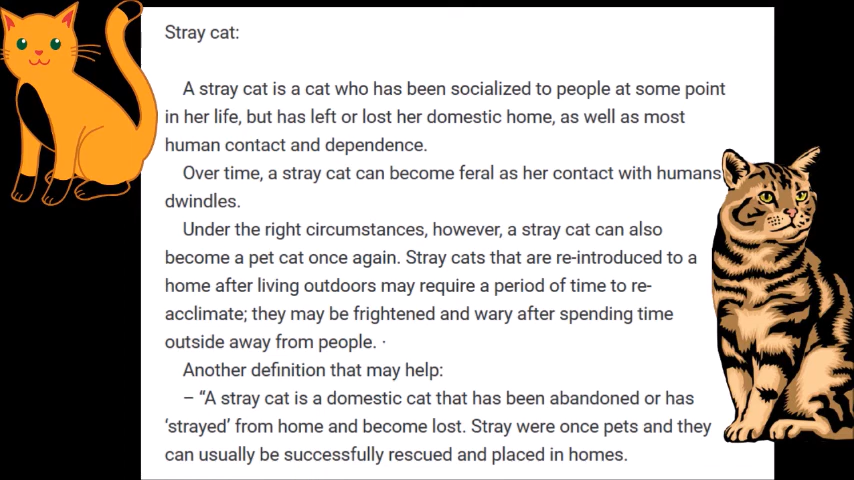 Stray cat:
A stray cat is a cat who has been socialized to people at some point
in her life, but has left or lost her domestic home, as well as most
human contact and dependence.
Over time, a stray cat can become feral as her contact with humans
dwindles.
Under the right circumstances, however, a stray cat can also
become a pet cat once again. Stray cats that are re-introduced to a
home after living outdoors may require a period of time to re-
acclimate; they may be frightened and wary after spending time
outside away from people. ·
Another definition that may help:
– “A stray cat is a domestic cat that has been abandoned or has
‘strayed’ from home and become lost. Stray were once pets and they
can usually be successfully rescued and placed in homes.